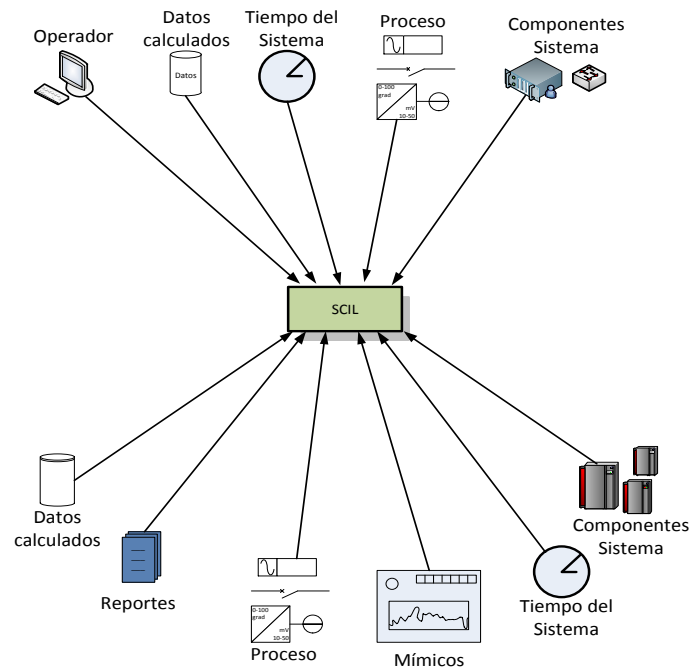 Operador
Datos
calculados
Datos
Tiempo del
Sistema
Proceso
0-100
grad
mV
10-50
Componentes
Sistema
SCIL
Datos
calculados
Reportes
0-100
grad
mV
10-50
Proceso
Mímicos
Tiempo del
Sistema
Componentes
Sistema